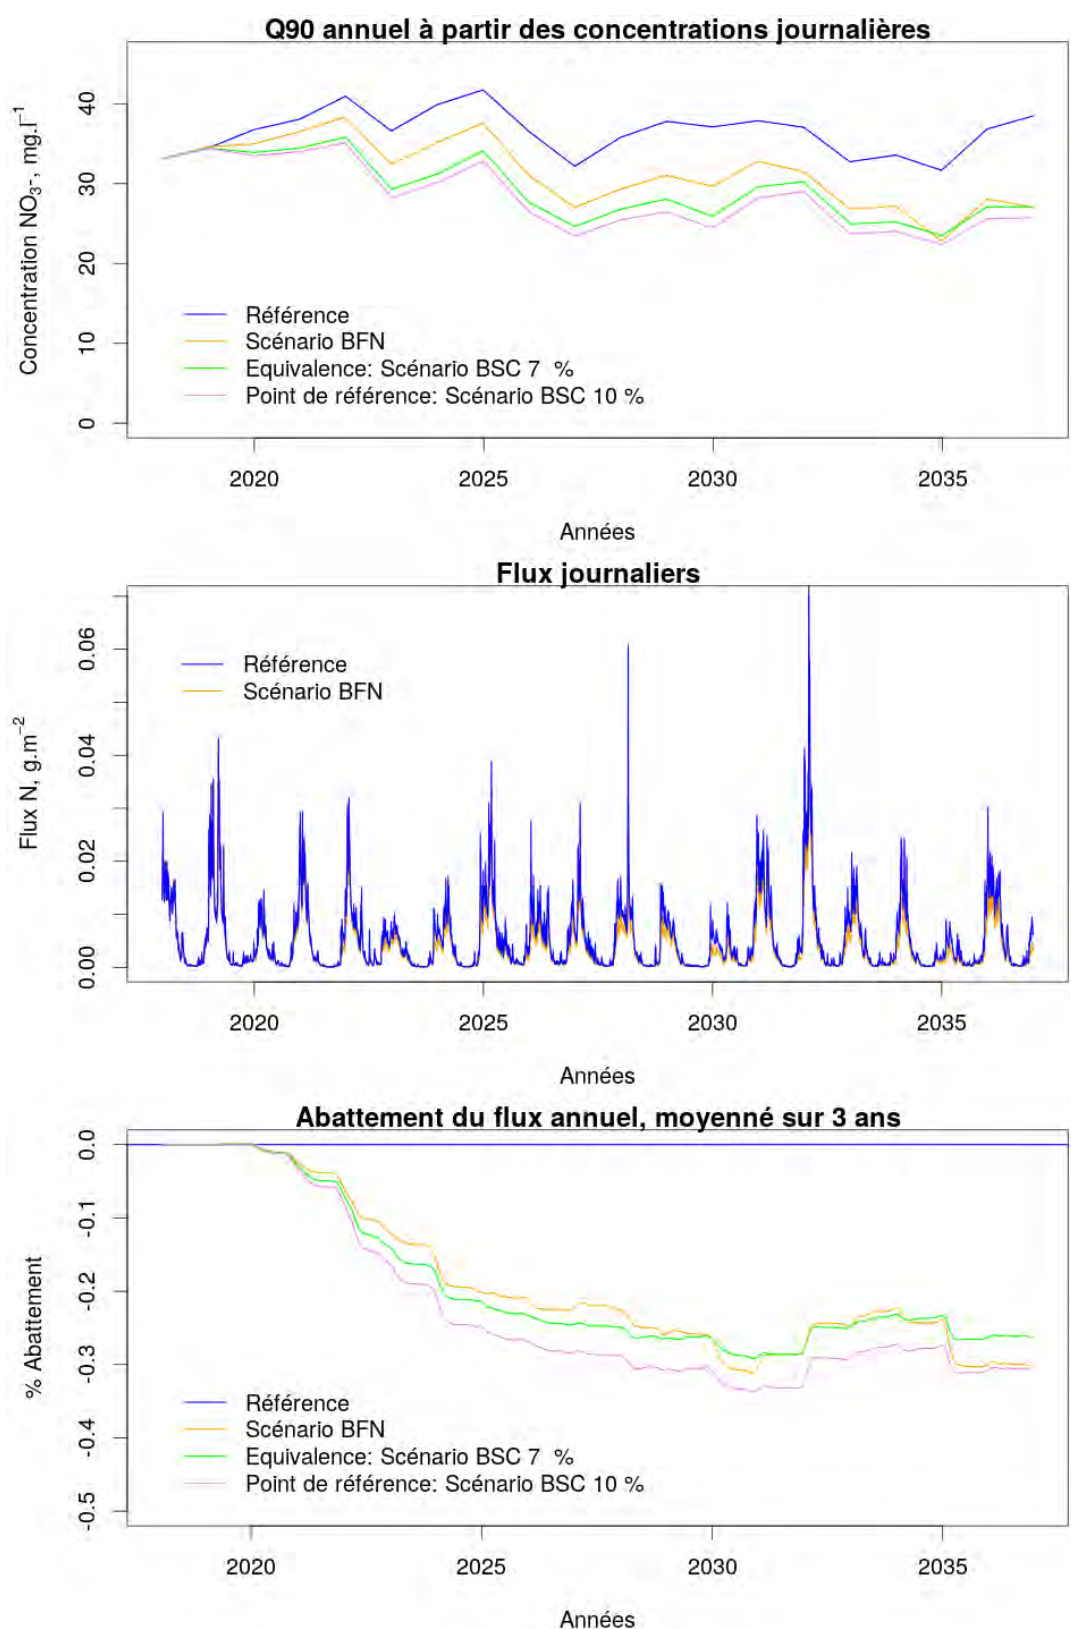 Q90 annuel à partir des concentrations journalières
Concentration NO3-, mg.l−1
40
30
20
10
0
Référence
Scénario BFN
Equivalence: Scénario BSC 7 %
Point de référence: Scénario BSC 10 %
2020 2025 2030 2035
Années
Flux journaliers
Flux N, g.m−2
0.06
0.04
0.02
0.00
Référence
Scénario BFN
2020 2025 2030 2035
Années
Abattement du flux annuel, moyenné sur 3 ans
% Abattement
0.0
-0.1
-0.2
-0.3
-0.4
-0.5
Référence
Scénario BFN
Equivalence: Scénario BSC 7 %
Point de référence: Scénario BSC 10 %
2020 2025 2030 2035
Années